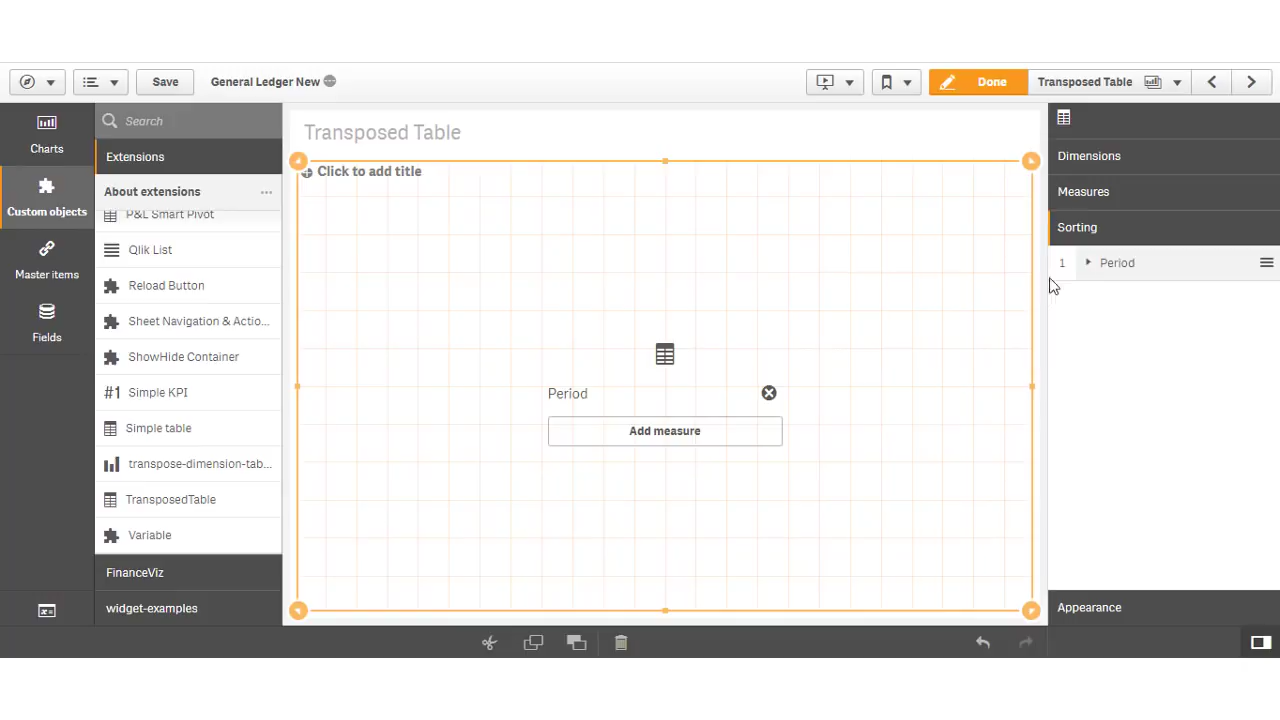 Save
General Ledger New
Done
Transposed Table
Charts
Custom objects
Master items
Fields
Search
Extensions
About extensions
P&L Smart Pivot
Qlik List
Reload Button
Sheet Navigation & Actio...
ShowHide Container
#1 Simple KPI
Simple table
transpose-dimension-tab...
TransposedTable
Variable
FinanceViz
widget-examples
Transposed Table
Click to add title
Period
Add measure
Dimensions
Measures
Sorting
1 Period
Appearance